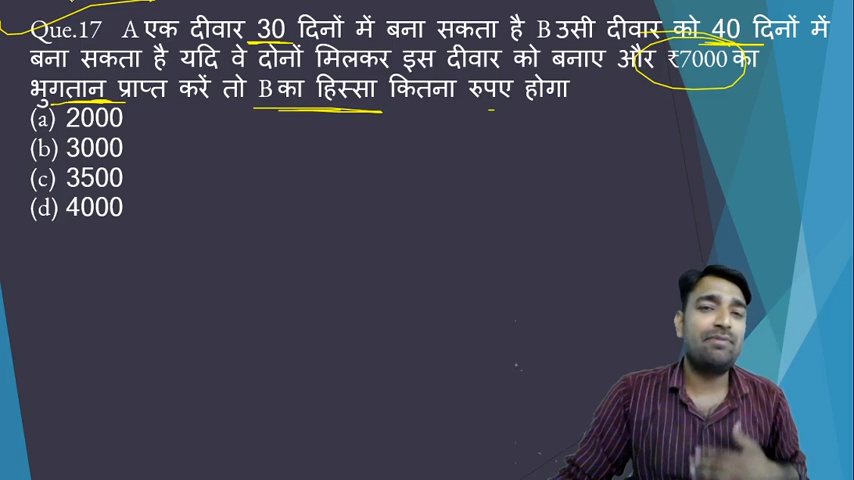 Que.17 A एक दीवार 30 दिनों में बना सकता है B उसी दीवार को 40 दिनों में
बना सकता है यदि वे दोनों मिलकर इस दीवार को बनाए और ₹7000 का
भुगतान प्राप्त करें तो B का हिस्सा कितना रुपए होगा
(a) 2000
(b) 3000
(c) 3500
(d) 4000